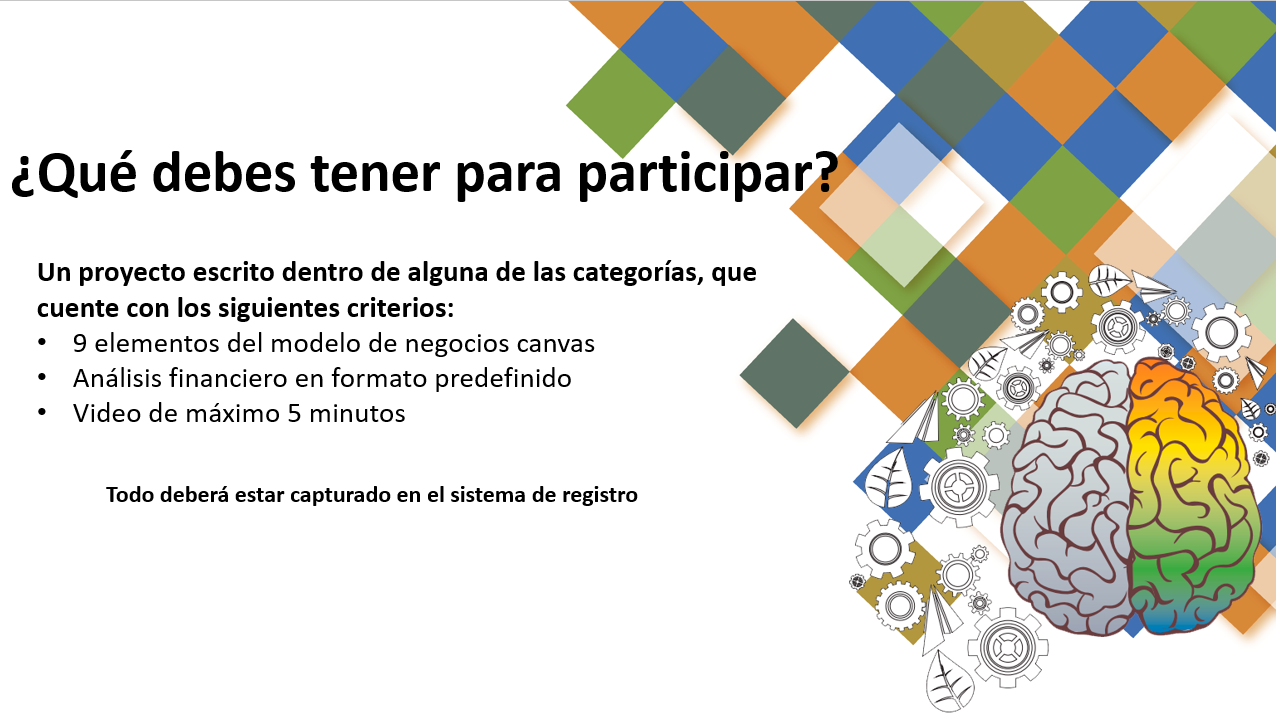 ¿Qué debes tener para participar?
Un proyecto escrito dentro de alguna de las categorías, que
cuente con los siguientes criterios:
• 9 elementos del modelo de negocios canvas
• Análisis financiero en formato predefinido
• Video de máximo 5 minutos
Todo deberá estar capturado en el sistema de registro